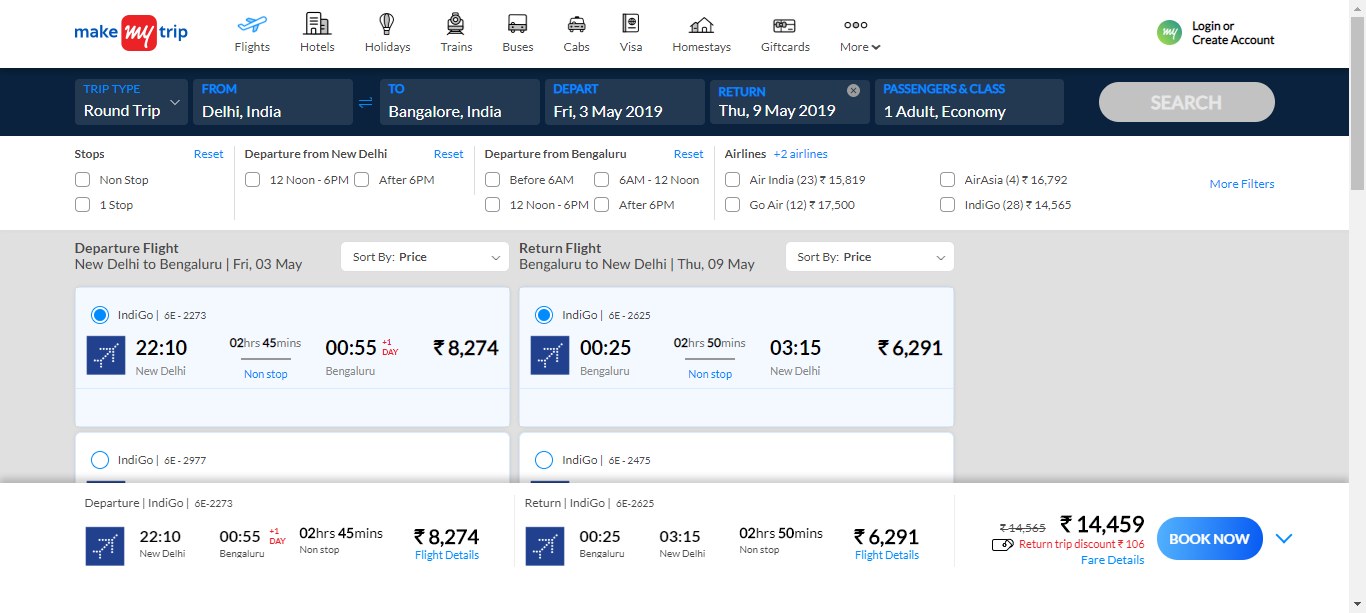 make my trip
Flights
Hotels
Holidays
Trains
Buses
Cabs
Visa
Homestays
Giftcards
More
my
Login or
Create Account
TRIP TYPE
Round Trip
FROM
Delhi, India
TO
Bangalore, India
DEPART
Fri, 3 May 2019
RETURN
Thu, 9 May 2019
PASSENGERS & CLASS
1 Adult, Economy
SEARCH
Stops Reset
Non Stop
1 Stop
Departure from New Delhi Reset
12 Noon - 6PM After 6PM
Departure from Bengaluru Reset
Before 6AM 6AM - 12 Noon
12 Noon - 6PM After 6PM
Airlines +2 airlines
Air India (23) ₹ 15,819 AirAsia (4) ₹ 16,792
Go Air (12) ₹ 17,500 IndiGo (28) ₹ 14,565
More Filters
Departure Flight
New Delhi to Bengaluru | Fri, 03 May
Sort By: Price
IndiGo | 6E - 2273
22:10 02hrs 45mins 00:55 +1 DAY ₹ 8,274
New Delhi Non stop Bengaluru
IndiGo | 6E - 2977
Return Flight
Bengaluru to New Delhi | Thu, 09 May
Sort By: Price
IndiGo | 6E - 2625
00:25 02hrs 50mins 03:15 ₹ 6,291
Bengaluru Non stop New Delhi
IndiGo | 6E - 2475
Departure | IndiGo | 6E-2273
22:10 00:55 +1 DAY 02hrs 45mins ₹ 8,274
New Delhi Bengaluru Non stop Flight Details
Return | IndiGo | 6E-2625
00:25 03:15 02hrs 50mins ₹ 6,291
Bengaluru New Delhi Non stop Flight Details
₹ 14,565 ₹ 14,459
Return trip discount ₹ 106
Fare Details
BOOK NOW